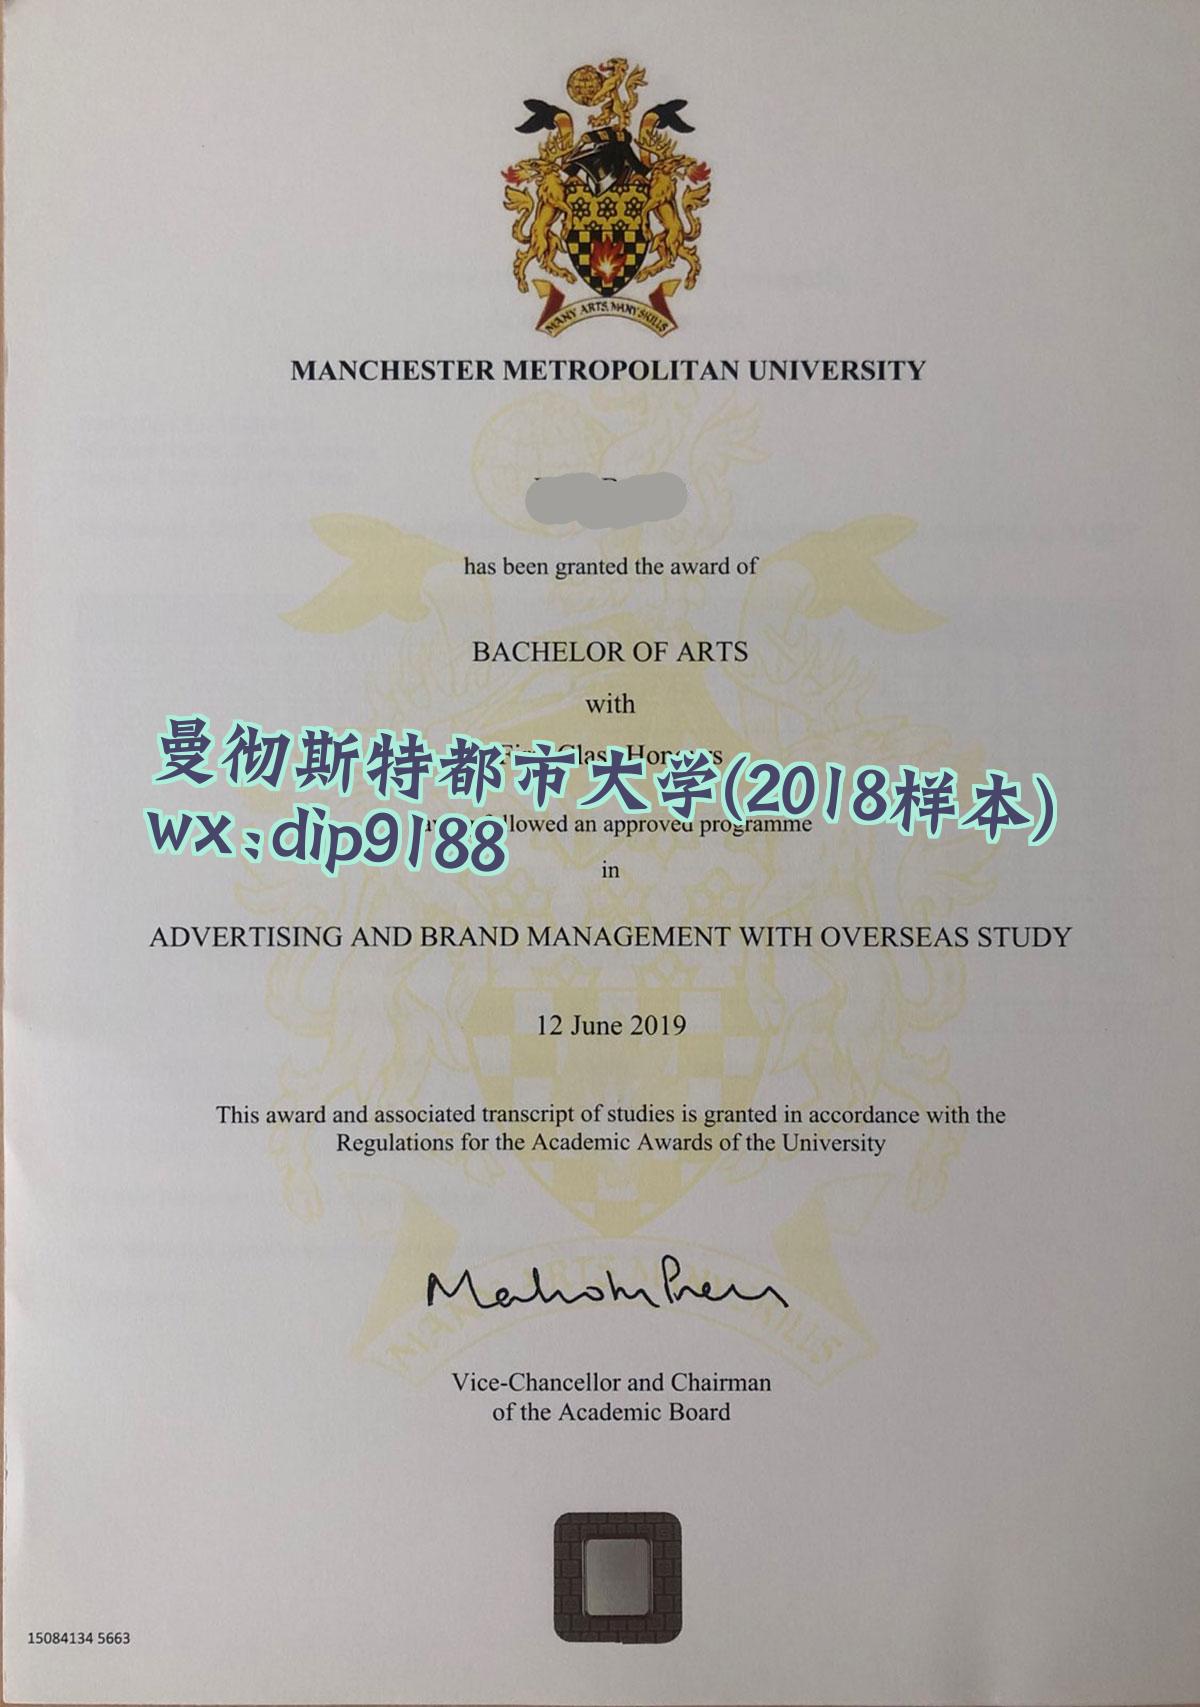 MANY ARTS, MANY SKILLS
MANCHESTER METROPOLITAN UNIVERSITY
has been granted the award of
BACHELOR OF ARTS
with
First Class Honours
曼彻斯特都市大学(2018样本)
followed an approved programme
wx:dip9188
in
ADVERTISING AND BRAND MANAGEMENT WITH OVERSEAS STUDY
12 June 2019
This award and associated transcript of studies is granted in accordance with the
Regulations for the Academic Awards of the University
Vice-Chancellor and Chairman
of the Academic Board
15084134 5663